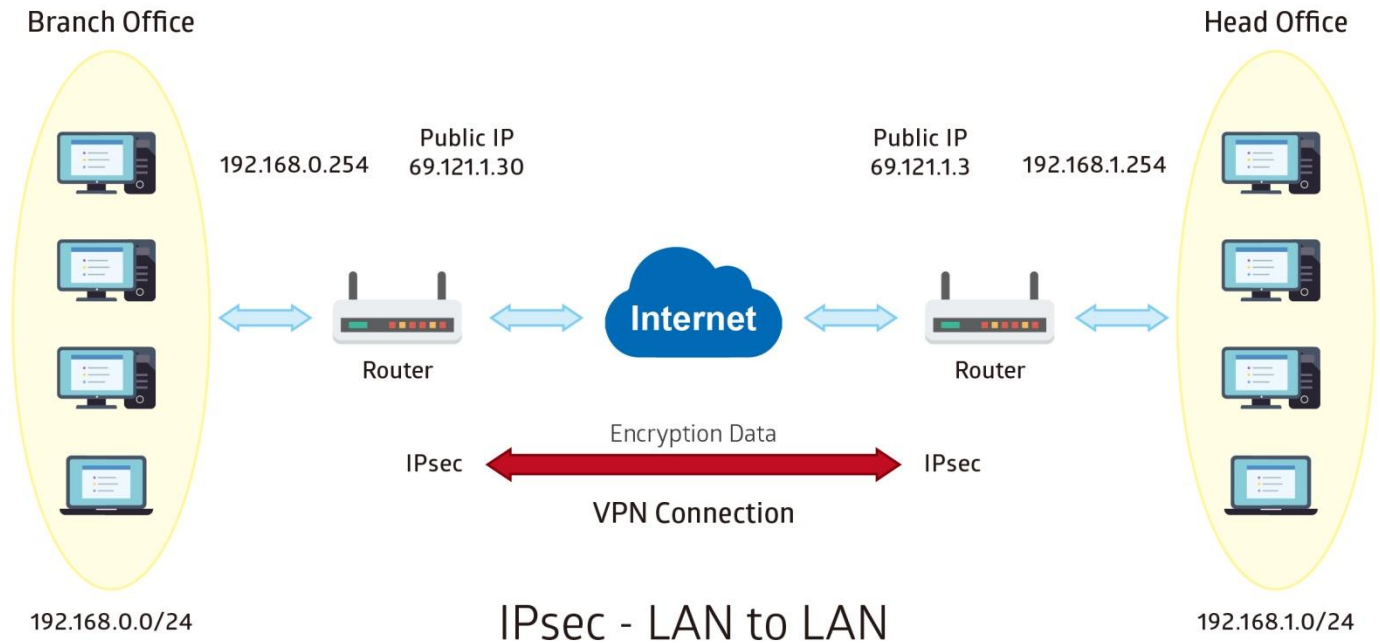 Branch Office
Head Office
192.168.0.254
Public IP
69.121.1.30
Public IP
69.121.1.3
192.168.1.254
Internet
Router
Router
Encryption Data
IPsec
IPsec
VPN Connection
192.168.0.0/24
IPsec - LAN to LAN
192.168.1.0/24